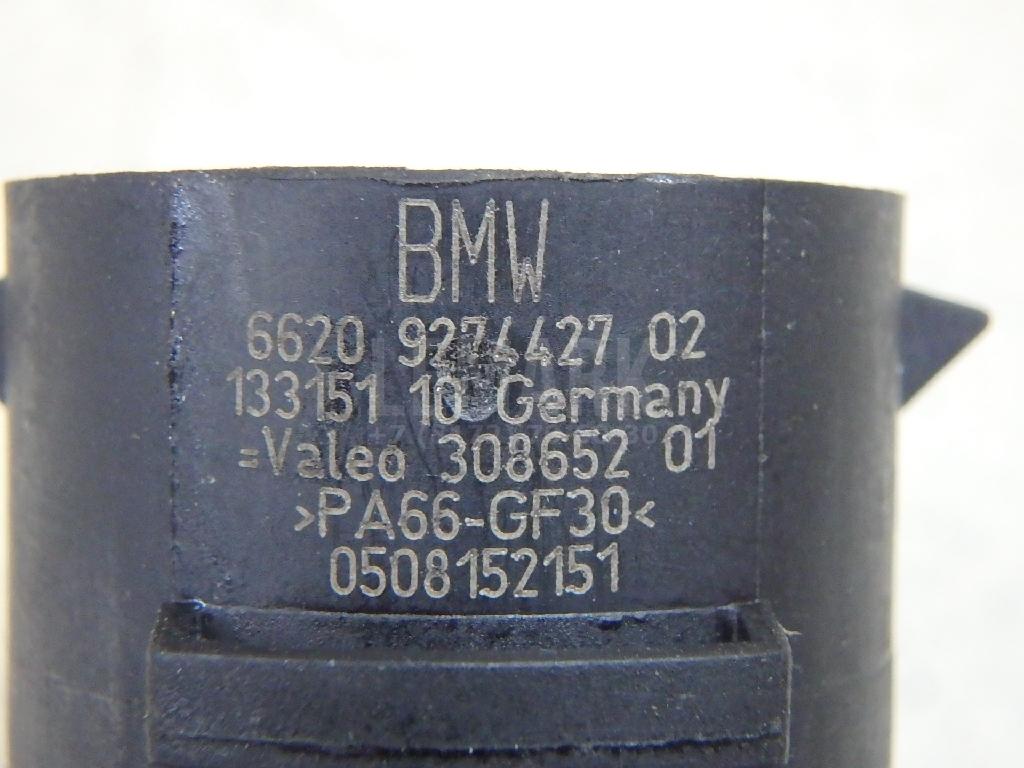 BMW
6620 9274427 02
133151 10 Germany
=Valeo 308652 01
>PA66-GF30<
0508152151